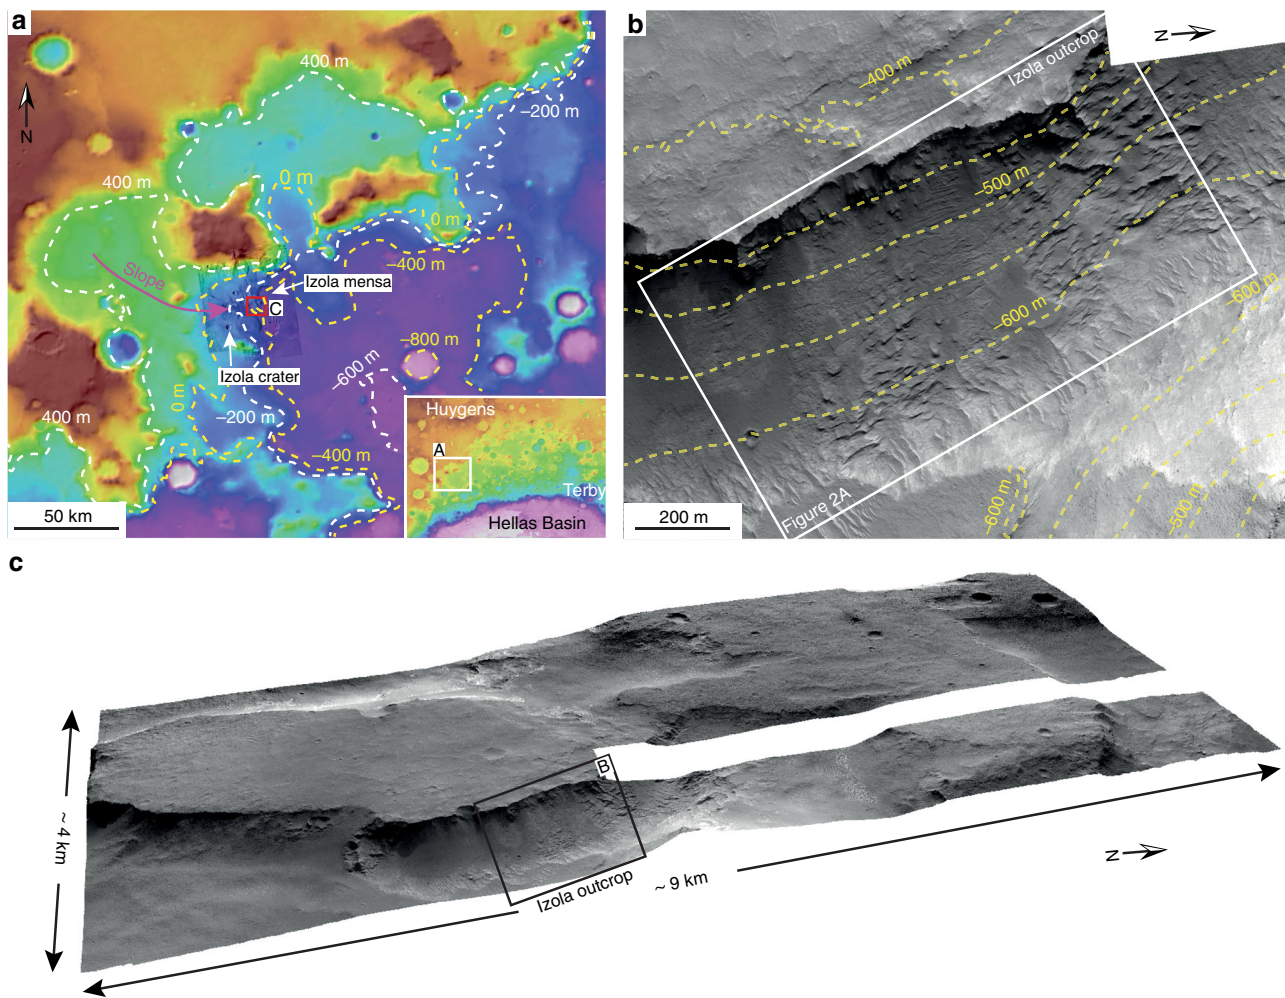 a
N
400 m
–200 m
400 m
0 m
0 m
–400 m
Slope
Izola mensa
C
–800 m
Izola crater
–600 m
0 m
–200 m
400 m
–400 m
50 km
Huygens
A
Terby
Hellas Basin
b
N
Izola outcrop
–400 m
–500 m
–600 m
–600 m
–600 m
–500 m
Figure 2A
200 m
c
B
~ 4 km
N
Izola outcrop
~ 9 km